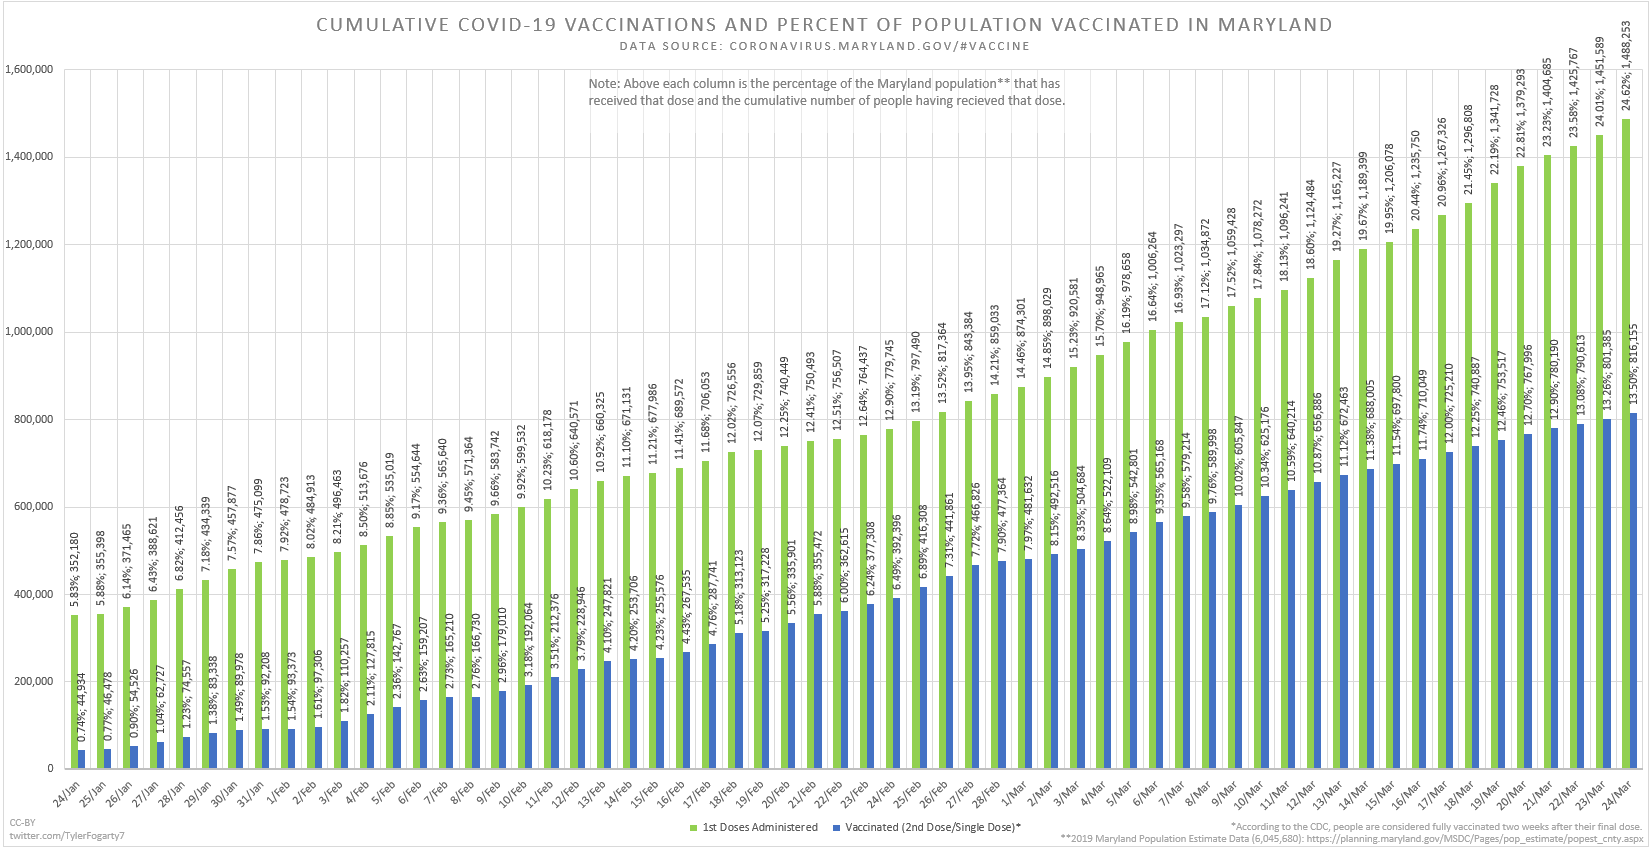 CUMULATIVE COVID-19 VACCINATIONS AND PERCENT OF POPULATION VACCINATED IN MARYLAND
DATA SOURCE: CORONAVIRUS.MARYLAND.GOV/#VACCINE
Note: Above each column is the percentage of the Maryland population** that has
received that dose and the cumulative number of people having recieved that dose.
1,600,000
1,400,000
1,200,000
1,000,000
800,000
600,000
400,000
200,000
0
5.83%; 352,180
0.74%; 44,934
5.88%; 355,398
0.77%; 46,478
6.14%; 371,465
0.90%; 54,526
6.43%; 388,621
1.04%; 62,727
6.82%; 412,456
1.23%; 74,557
7.18%; 434,339
1.38%; 83,338
7.57%; 457,877
1.49%; 89,978
7.86%; 475,099
1.53%; 92,208
7.92%; 478,723
1.54%; 93,373
8.02%; 484,913
1.61%; 97,306
8.21%; 496,463
1.82%; 110,257
8.50%; 513,676
2.11%; 127,815
8.85%; 535,019
2.36%; 142,767
9.17%; 554,644
2.63%; 159,207
9.36%; 565,640
2.73%; 165,210
9.45%; 571,364
2.76%; 166,730
9.66%; 583,742
2.96%; 179,010
9.92%; 599,532
3.18%; 192,064
10.23%; 618,178
3.51%; 212,376
10.60%; 640,571
3.79%; 228,946
10.92%; 660,325
4.10%; 247,821
11.10%; 671,131
4.20%; 253,706
11.21%; 677,986
4.23%; 255,576
11.41%; 689,572
4.43%; 267,535
11.68%; 706,053
4.76%; 287,741
12.02%; 726,556
5.18%; 313,123
12.07%; 729,859
5.25%; 317,228
12.25%; 740,449
5.56%; 335,901
12.41%; 750,493
5.88%; 355,472
12.51%; 756,507
6.00%; 362,615
12.64%; 764,437
6.24%; 377,308
12.90%; 779,745
6.49%; 392,396
13.19%; 797,490
6.89%; 416,308
13.52%; 817,364
7.31%; 441,861
13.95%; 843,384
7.72%; 466,826
14.21%; 859,033
7.90%; 477,364
14.46%; 874,301
7.97%; 481,632
14.85%; 898,029
8.15%; 492,516
15.23%; 920,581
8.35%; 504,684
15.70%; 948,965
8.64%; 522,109
16.19%; 978,658
8.98%; 542,801
16.64%; 1,006,264
9.35%; 565,168
16.93%; 1,023,297
9.58%; 579,214
17.12%; 1,034,872
9.76%; 589,998
17.52%; 1,059,428
10.02%; 605,847
17.84%; 1,078,272
10.34%; 625,176
18.13%; 1,096,241
10.59%; 640,214
18.60%; 1,124,484
10.87%; 656,886
19.27%; 1,165,227
11.12%; 672,463
19.67%; 1,189,399
11.38%; 688,005
19.95%; 1,206,078
11.54%; 697,800
20.44%; 1,235,750
11.74%; 710,049
20.96%; 1,267,326
12.00%; 725,210
21.45%; 1,296,808
12.25%; 740,887
22.19%; 1,341,728
12.46%; 753,517
22.81%; 1,379,293
12.70%; 767,996
23.23%; 1,404,685
12.90%; 780,190
23.58%; 1,425,767
13.08%; 790,613
24.01%; 1,451,589
13.26%; 801,385
24.62%; 1,488,253
13.50%; 816,155
24/Jan
25/Jan
26/Jan
27/Jan
28/Jan
29/Jan
30/Jan
31/Jan
1/Feb
2/Feb
3/Feb
4/Feb
5/Feb
6/Feb
7/Feb
8/Feb
9/Feb
10/Feb
11/Feb
12/Feb
13/Feb
14/Feb
15/Feb
16/Feb
17/Feb
18/Feb
19/Feb
20/Feb
21/Feb
22/Feb
23/Feb
24/Feb
25/Feb
26/Feb
27/Feb
28/Feb
1/Mar
2/Mar
3/Mar
4/Mar
5/Mar
6/Mar
7/Mar
8/Mar
9/Mar
10/Mar
11/Mar
12/Mar
13/Mar
14/Mar
15/Mar
16/Mar
17/Mar
18/Mar
19/Mar
20/Mar
21/Mar
22/Mar
23/Mar
24/Mar
1st Doses Administered
Vaccinated (2nd Dose/Single Dose)*
CC-BY
twitter.com/TylerFogarty7
*According to the CDC, people are considered fully vaccinated two weeks after their final dose.
**2019 Maryland Population Estimate Data (6,045,680): https://planning.maryland.gov/MSDC/Pages/pop_estimate/popest_cnty.aspx